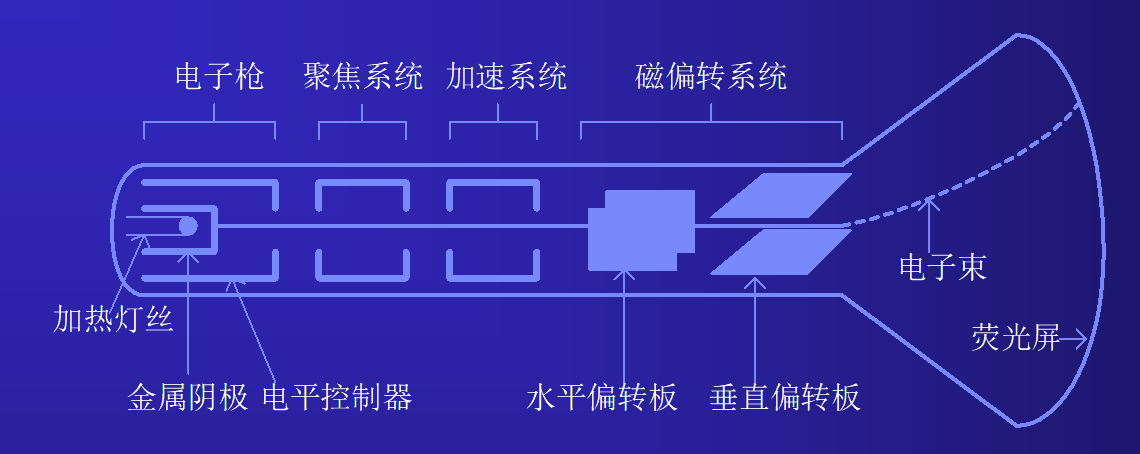 电子枪 聚焦系统 加速系统 磁偏转系统
电子束
加热灯丝
荧光屏
金属阴极 电平控制器 水平偏转板 垂直偏转板